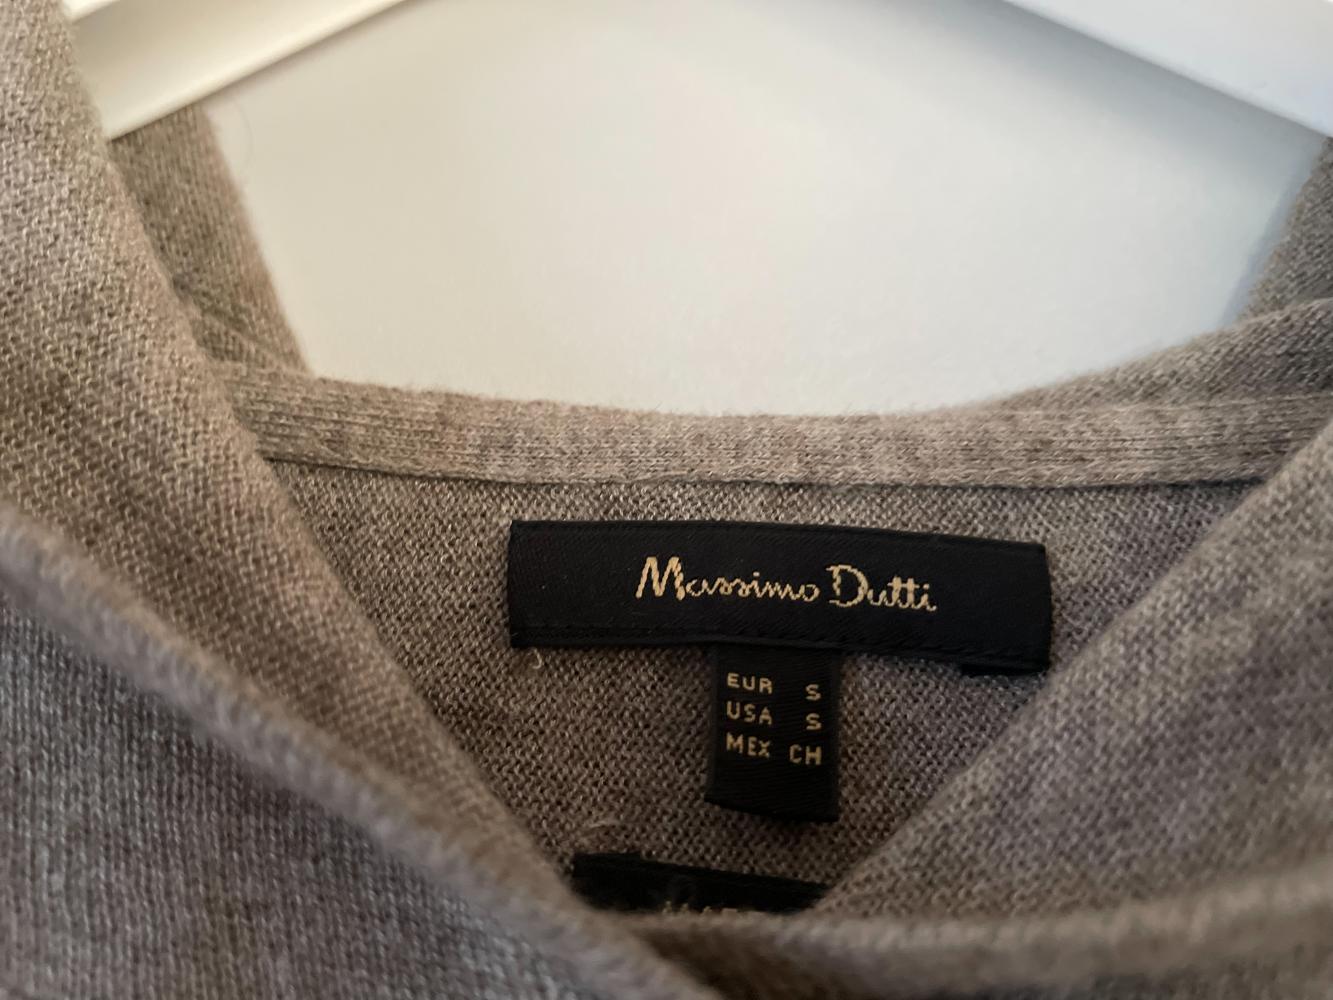 Massimo Dutti
EUR S
USA S
MEX CH